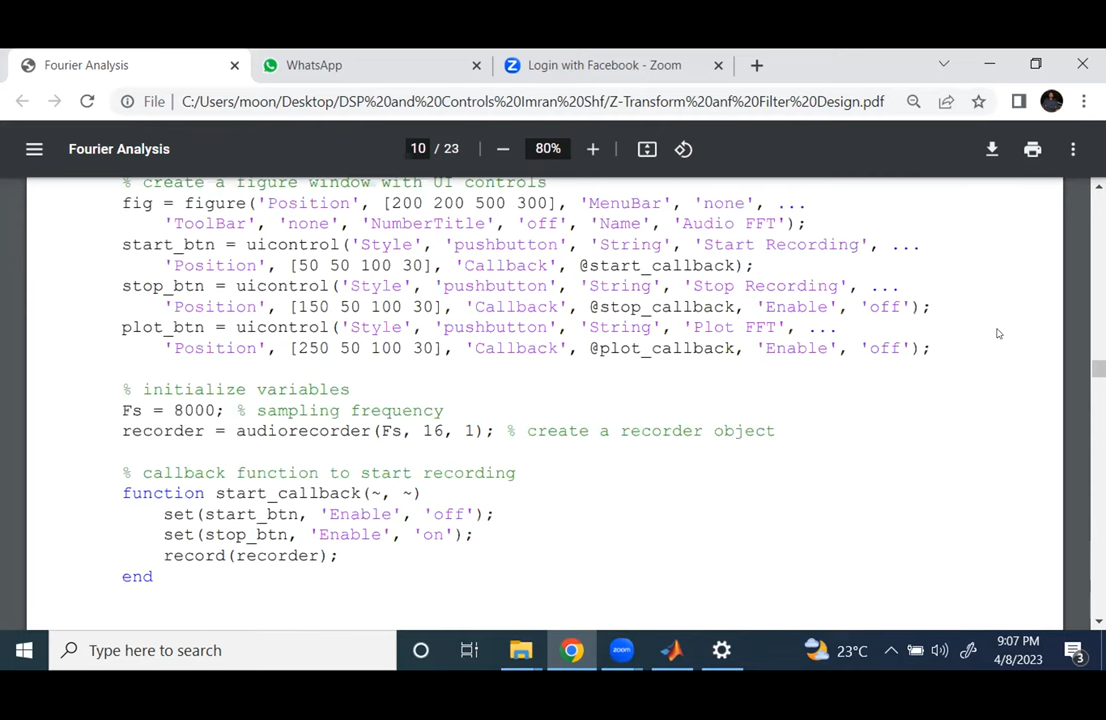 Fourier Analysis
WhatsApp
Login with Facebook - Zoom
File C:/Users/moon/Desktop/DSP%20and%20Controls%20Imran%20Shf/Z-Transform%20anf%20Filter%20Design.pdf
Fourier Analysis 10 / 23 80%
% create a figure window with UI controls
fig = figure('Position', [200 200 500 300], 'MenuBar', 'none', ...
'ToolBar', 'none', 'NumberTitle', 'off', 'Name', 'Audio FFT');
start_btn = uicontrol('Style', 'pushbutton', 'String', 'Start Recording', ...
'Position', [50 50 100 30], 'Callback', @start_callback);
stop_btn = uicontrol('Style', 'pushbutton', 'String', 'Stop Recording', ...
'Position', [150 50 100 30], 'Callback', @stop_callback, 'Enable', 'off');
plot_btn = uicontrol('Style', 'pushbutton', 'String', 'Plot FFT', ...
'Position', [250 50 100 30], 'Callback', @plot_callback, 'Enable', 'off');
% initialize variables
Fs = 8000; % sampling frequency
recorder = audiorecorder(Fs, 16, 1); % create a recorder object
% callback function to start recording
function start_callback(~, ~)
set(start_btn, 'Enable', 'off');
set(stop_btn, 'Enable', 'on');
record(recorder);
end
Type here to search
zoom
23°C
9:07 PM
4/8/2023
3